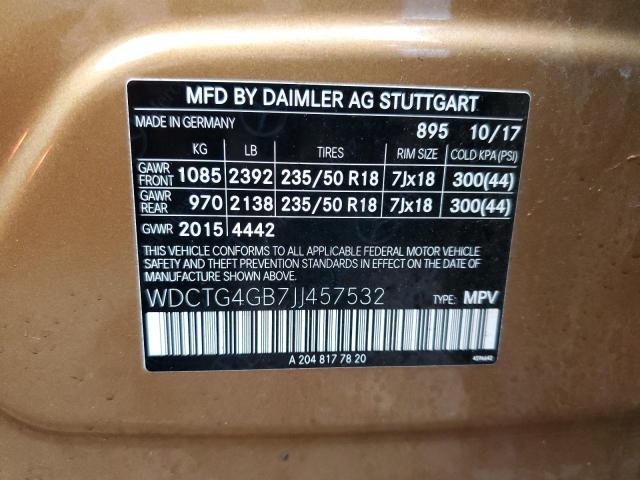 MFD BY DAIMLER AG STUTTGART
MADE IN GERMANY 895 10/17
KG LB TIRES RIM SIZE COLD KPA (PSI)
GAWR FRONT 1085 2392 235/50 R18 7Jx18 300(44)
GAWR REAR 970 2138 235/50 R18 7Jx18 300(44)
GVWR 2015 4442
THIS VEHICLE CONFORMS TO ALL APPLICABLE FEDERAL MOTOR VEHICLE
SAFETY AND THEFT PREVENTION STANDARDS IN EFFECT ON THE DATE
OF MANUFACTURE SHOWN ABOVE.
WDCTG4GB7JJ457532 TYPE: MPV
A 204 817 78 20